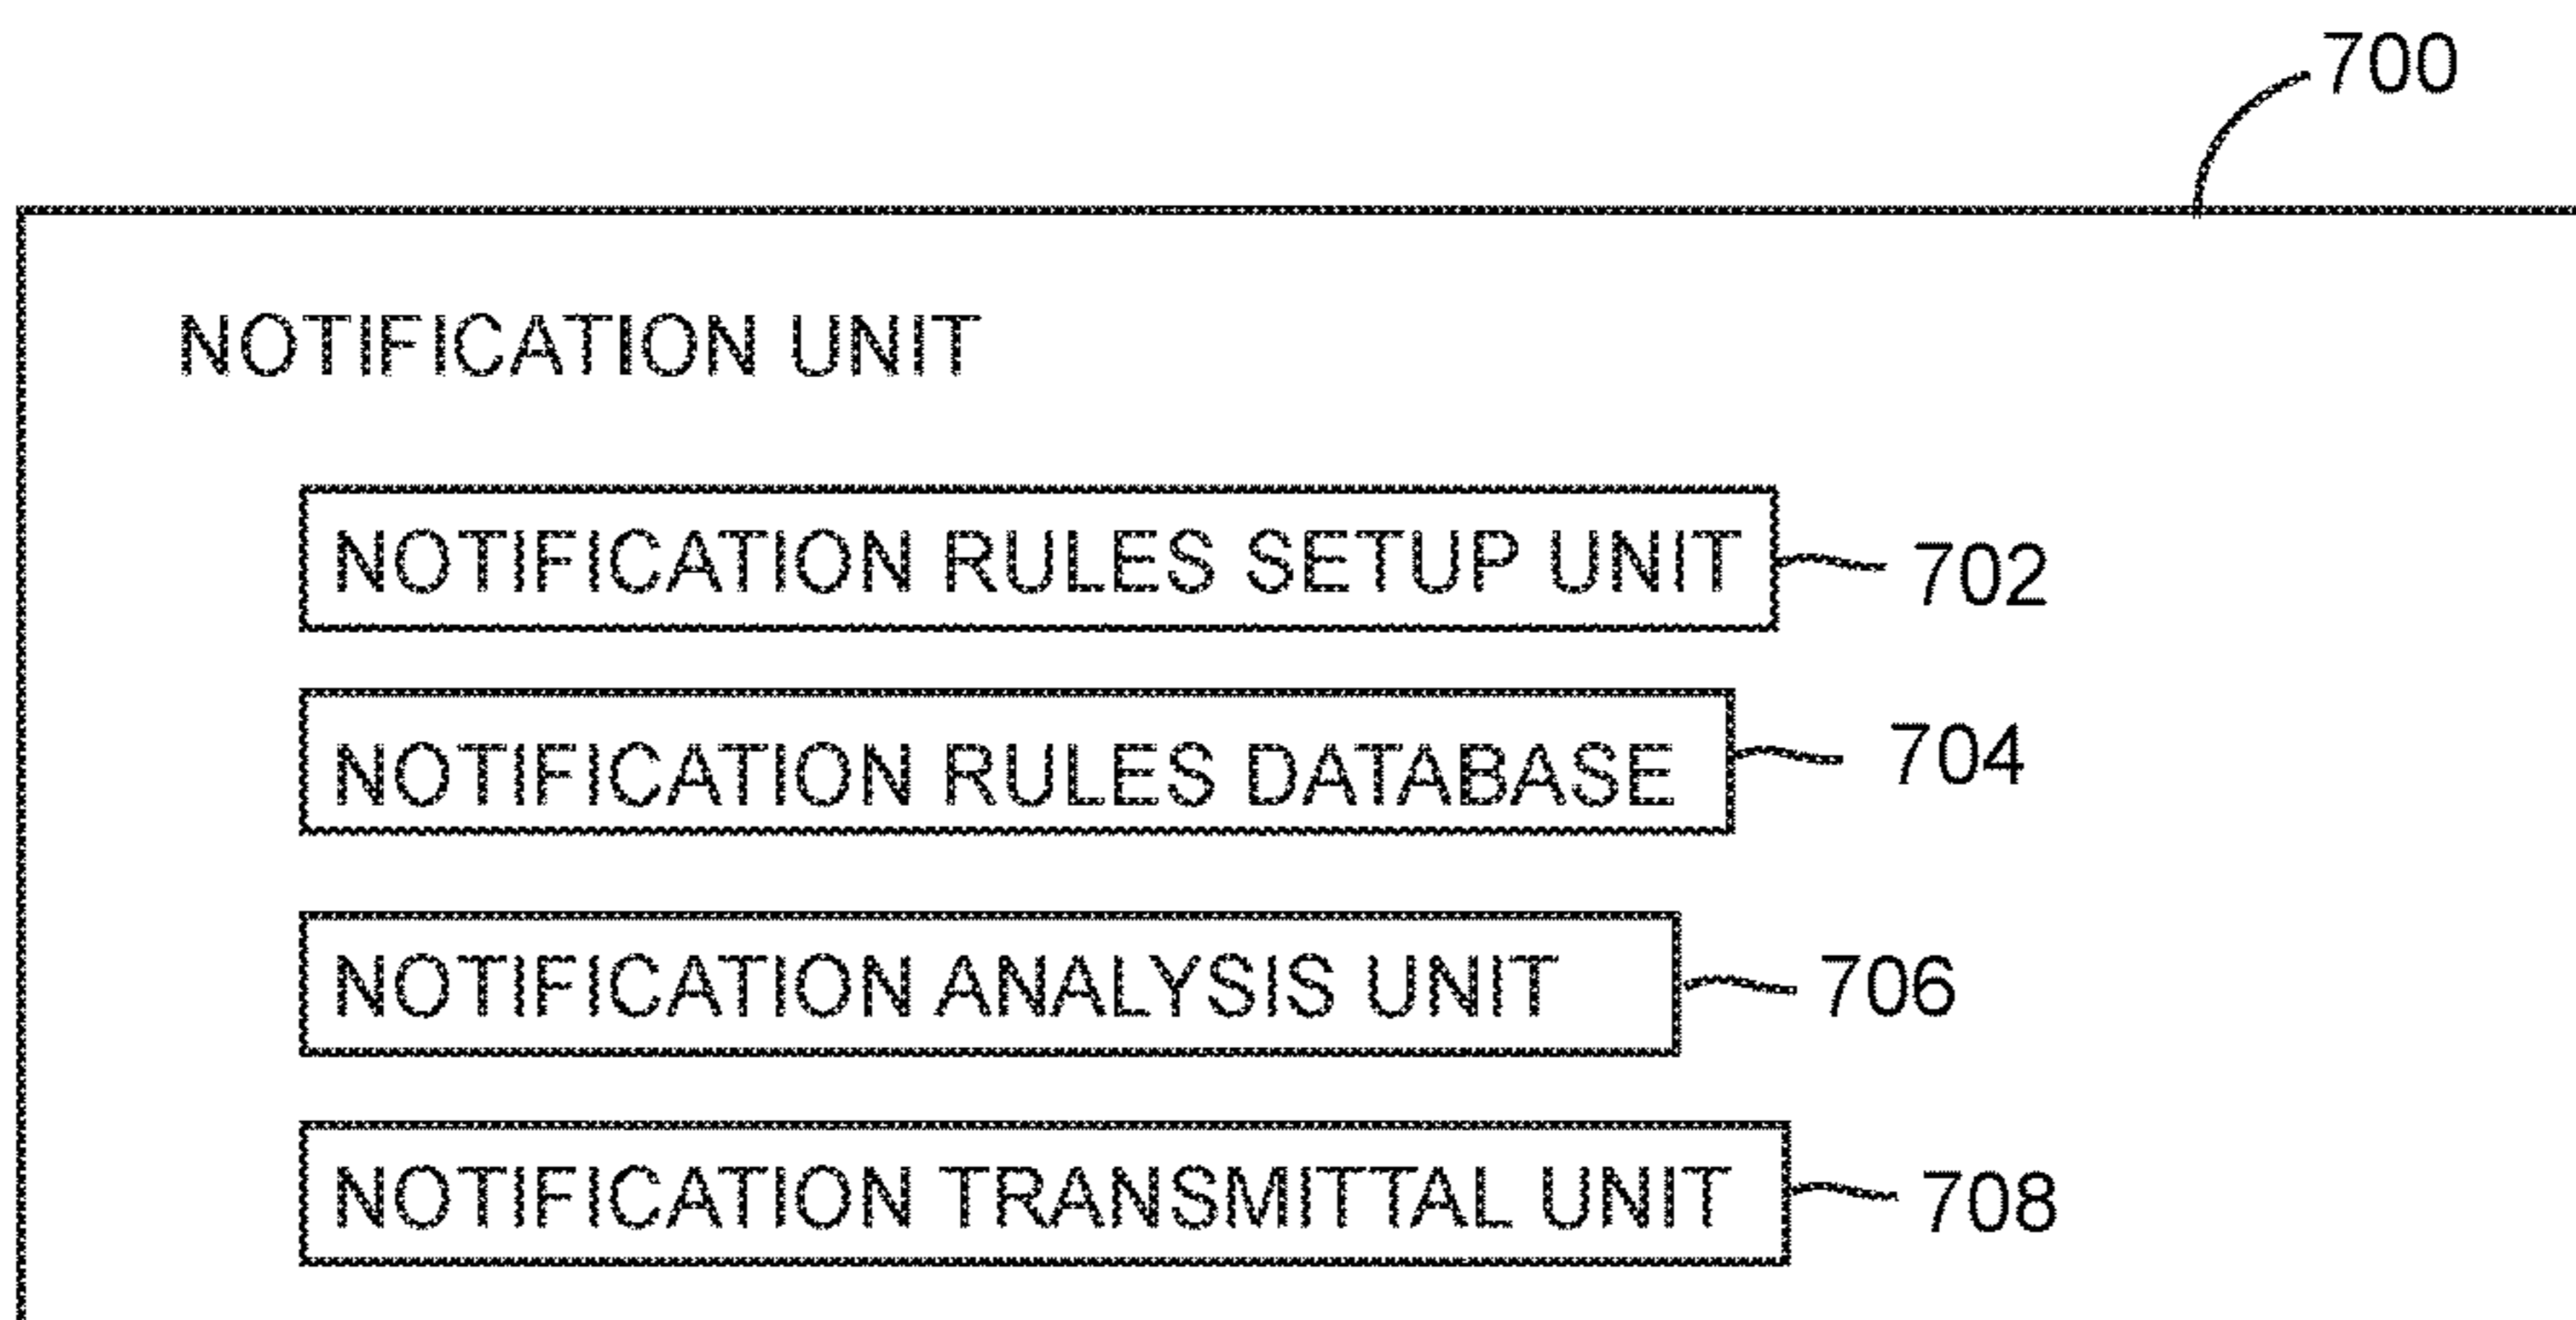 700
NOTIFICATION UNIT
NOTIFICATION RULES SETUP UNIT
702
NOTIFICATION RULES DATABASE
704
NOTIFICATION ANALYSIS UNIT
706
NOTIFICATION TRANSMITTAL UNIT
708